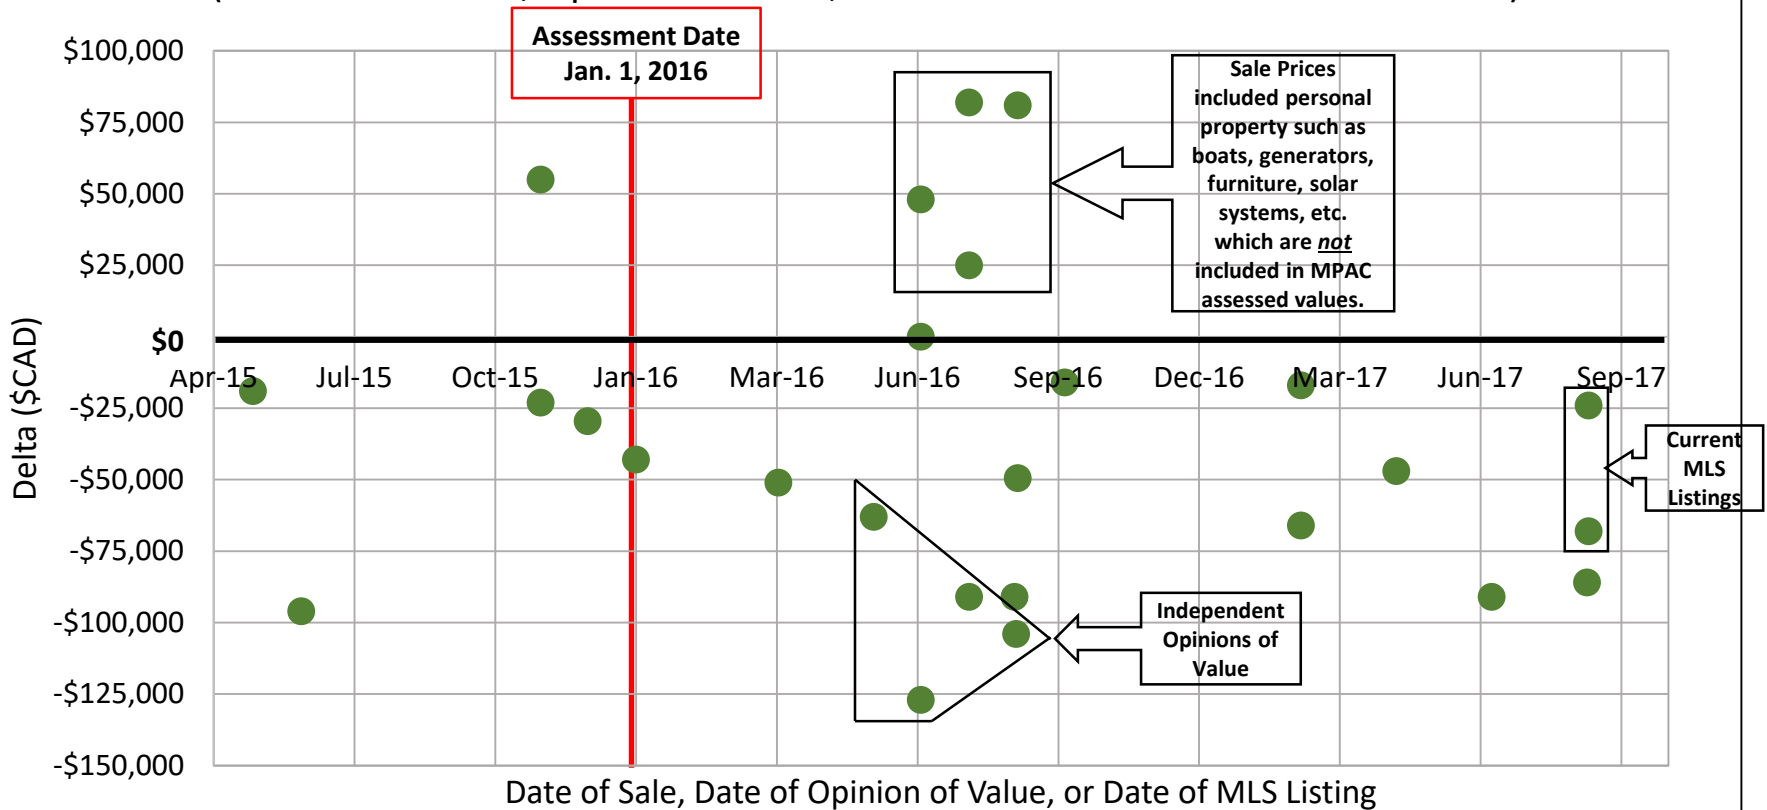 Assessment Date
Jan. 1, 2016
$100,000
$75,000
$50,000
$25,000
$0
-$25,000
-$50,000
-$75,000
-$100,000
-$125,000
-$150,000
Delta ($CAD)
Sale Prices
included personal
property such as
boats, generators,
furniture, solar
systems, etc.
which are not
included in MPAC
assessed values.
Apr-15 Jul-15 Oct-15 Jan-16 Mar-16 Jun-16 Sep-16 Dec-16 Mar-17 Jun-17 Sep-17
Current
MLS
Listings
Independent
Opinions of
Value
Date of Sale, Date of Opinion of Value, or Date of MLS Listing